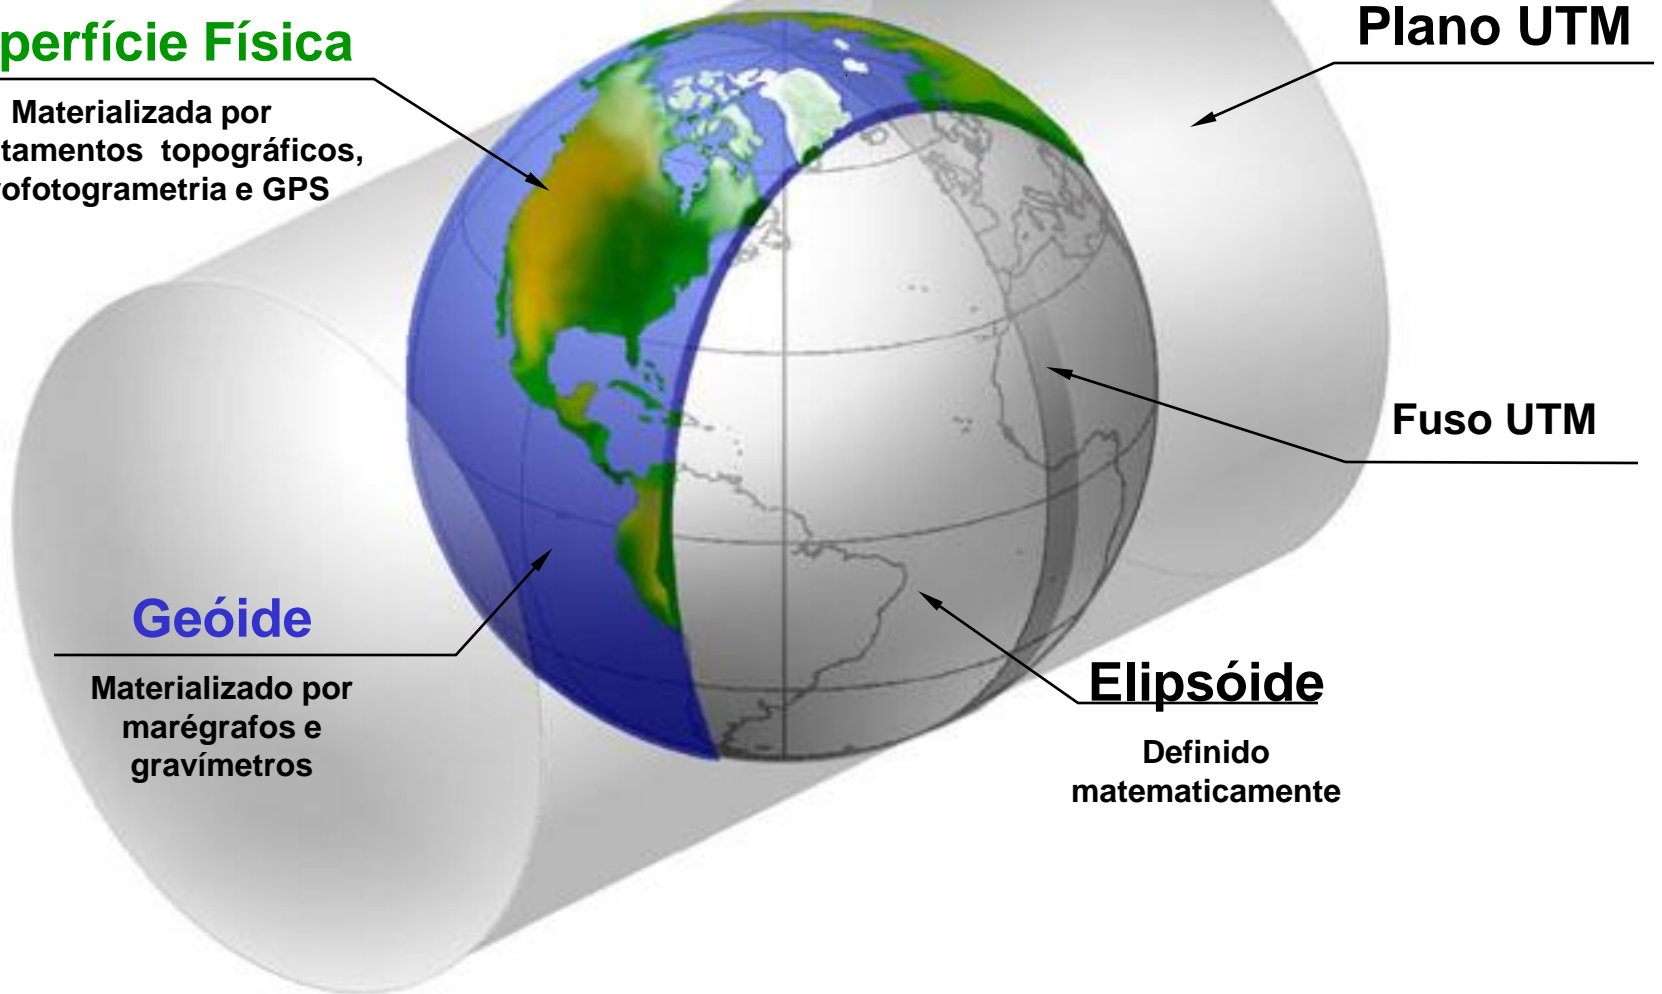 perfície Física
Materializada por
tamentos topográficos,
ofotogrametria e GPS
Plano UTM
Fuso UTM
Geóide
Materializado por
marégrafos e
gravímetros
Elipsóide
Definido
matematicamente